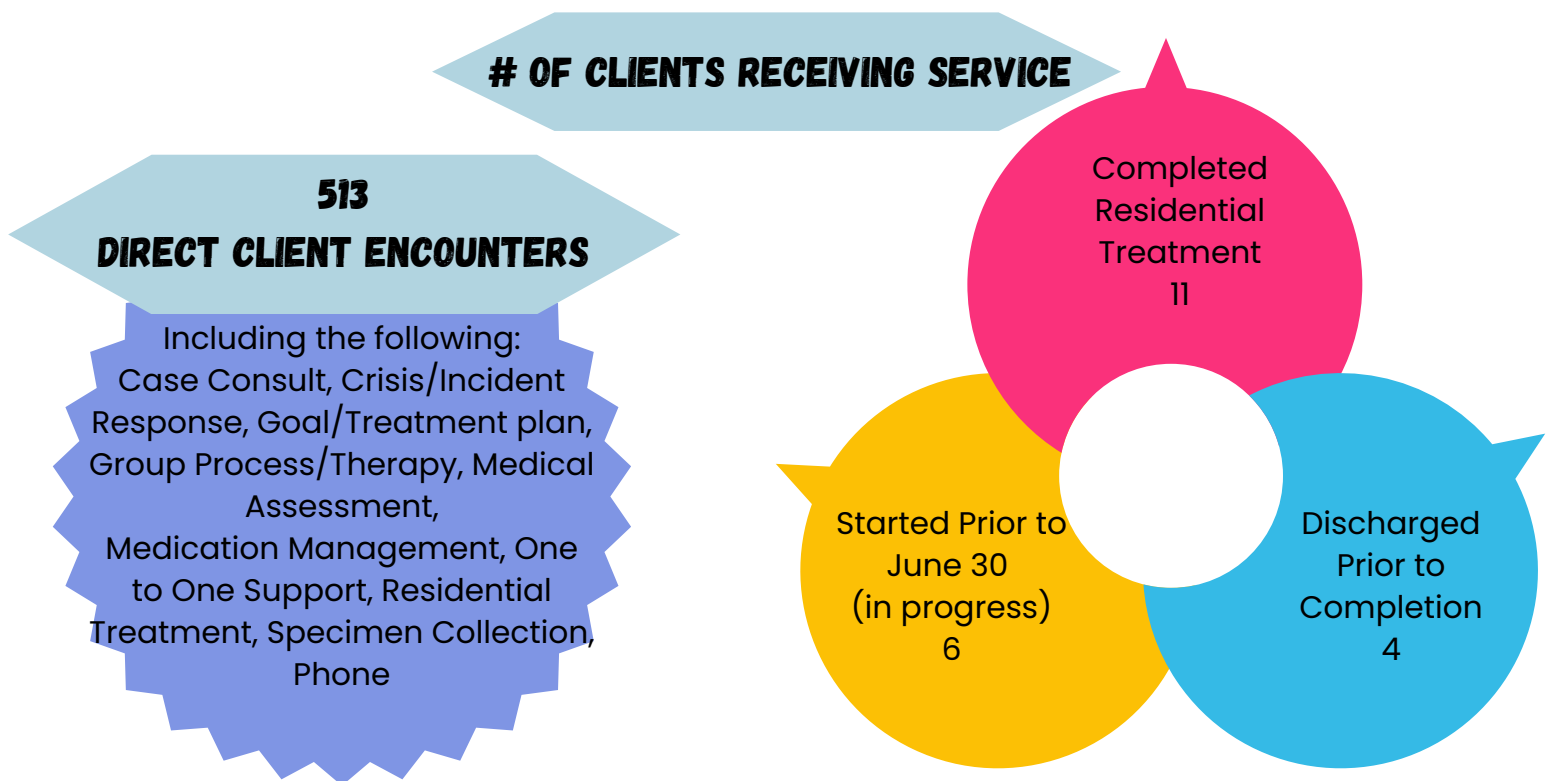 # OF CLIENTS RECEIVING SERVICE
513
DIRECT CLIENT ENCOUNTERS
Including the following:
Case Consult, Crisis/Incident
Response, Goal/Treatment plan,
Group Process/Therapy, Medical
Assessment,
Medication Management, One
to One Support, Residential
Treatment, Specimen Collection,
Phone
Completed
Residential
Treatment
11
Started Prior to
June 30
(in progress)
6
Discharged
Prior to
Completion
4